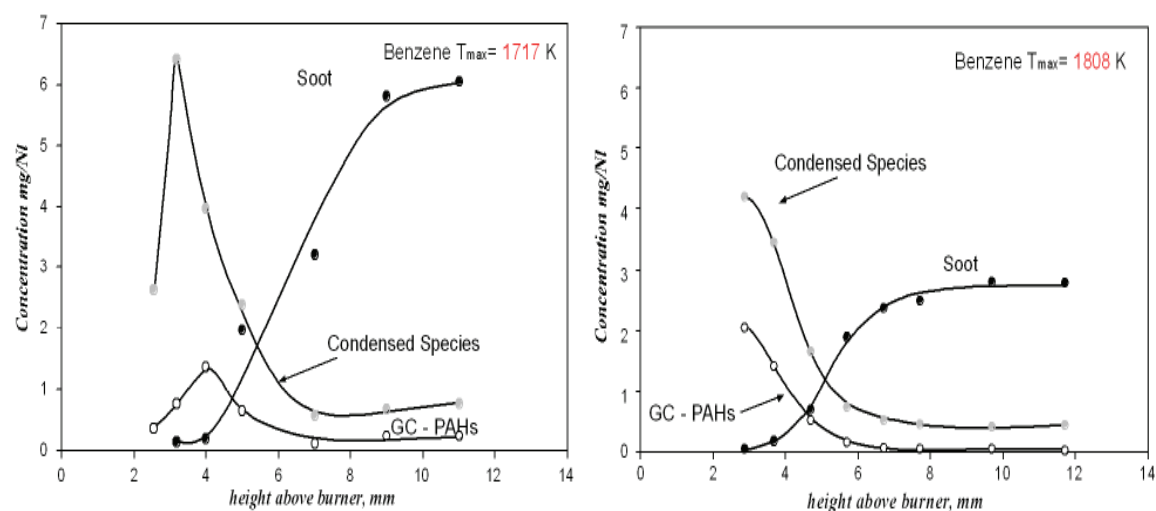 7
6
5
4
3
2
1
0
Concentration mg/Nl
Benzene Tmax= 1717 K
Soot
Condensed Species
GC - PAHs
0 2 4 6 8 10 12 14
height above burner, mm
7
6
5
4
3
2
1
0
Concentration mg/Nl
Benzene Tmax= 1808 K
Condensed Species
Soot
GC - PAHs
0 2 4 6 8 10 12 14
height above burner, mm